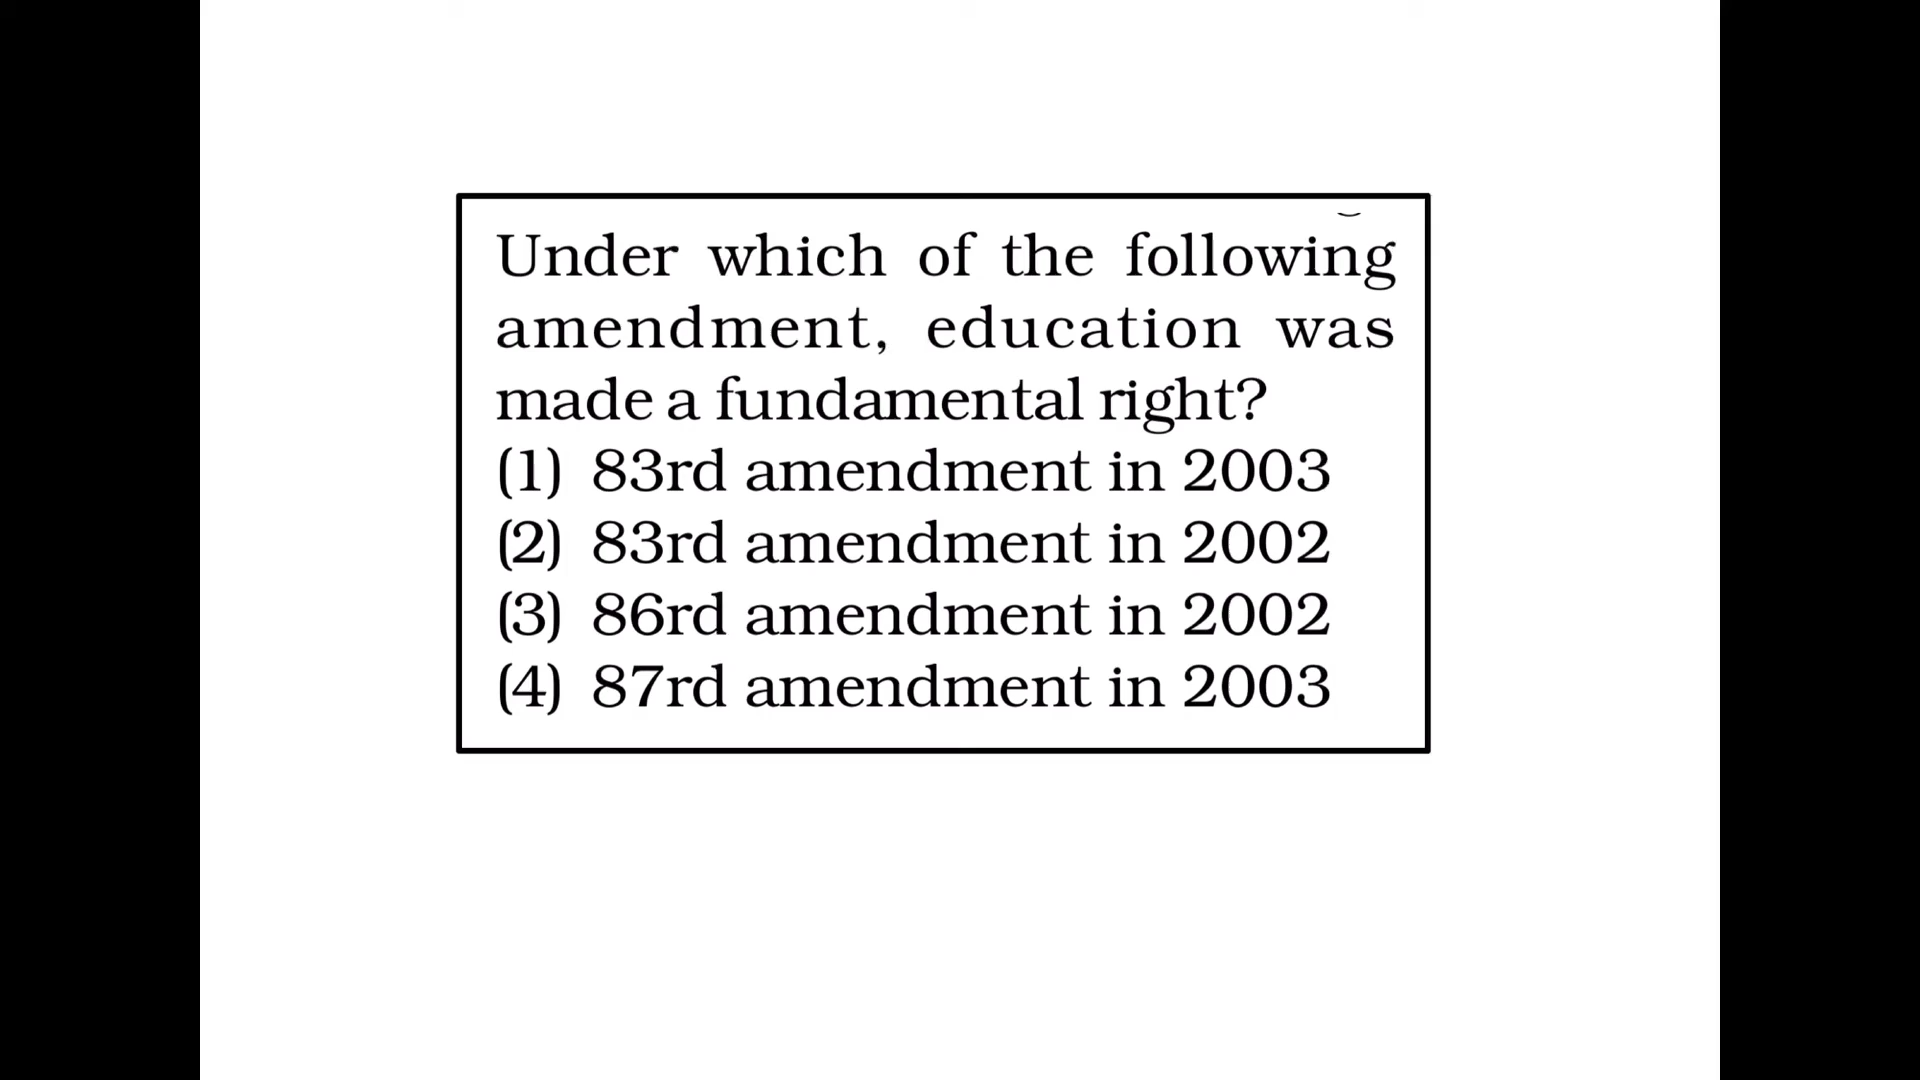 Under which of the following
amendment, education was
made a fundamental right?
(1) 83rd amendment in 2003
(2) 83rd amendment in 2002
(3) 86rd amendment in 2002
(4) 87rd amendment in 2003